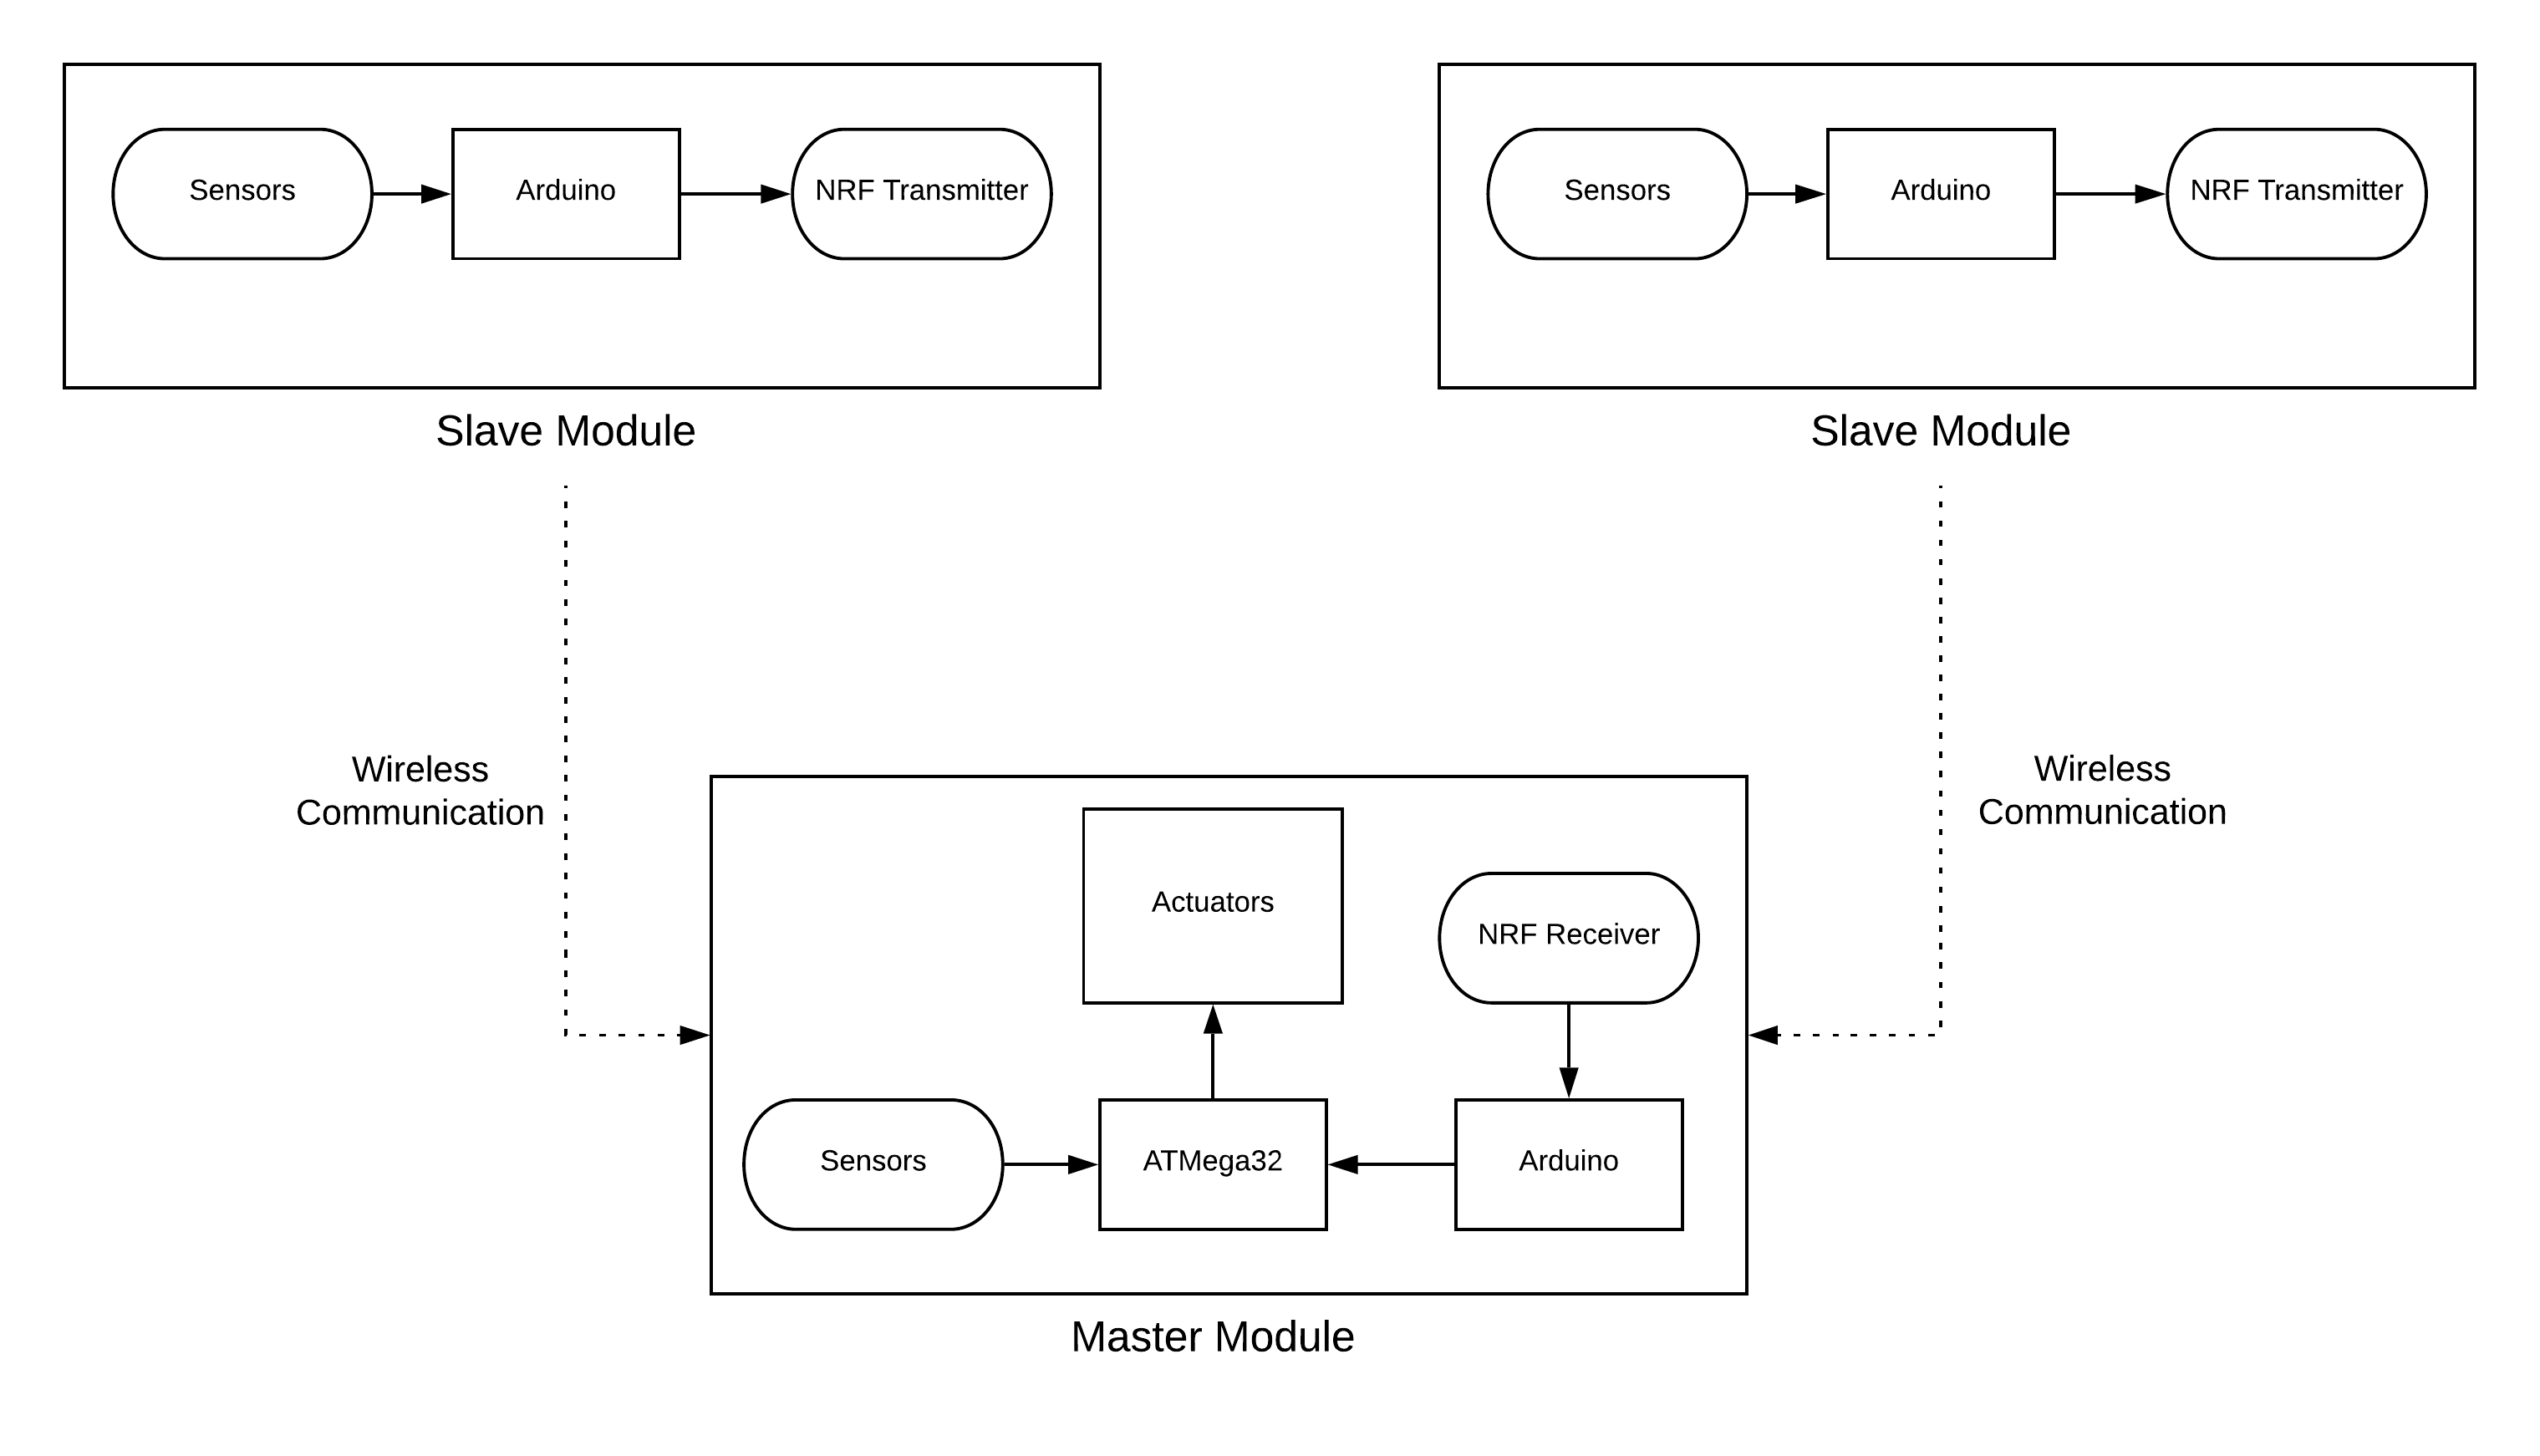 Sensors
Arduino
NRF Transmitter
Slave Module
Sensors
Arduino
NRF Transmitter
Slave Module
Wireless
Communication
Wireless
Communication
Actuators
NRF Receiver
Sensors
ATMega32
Arduino
Master Module